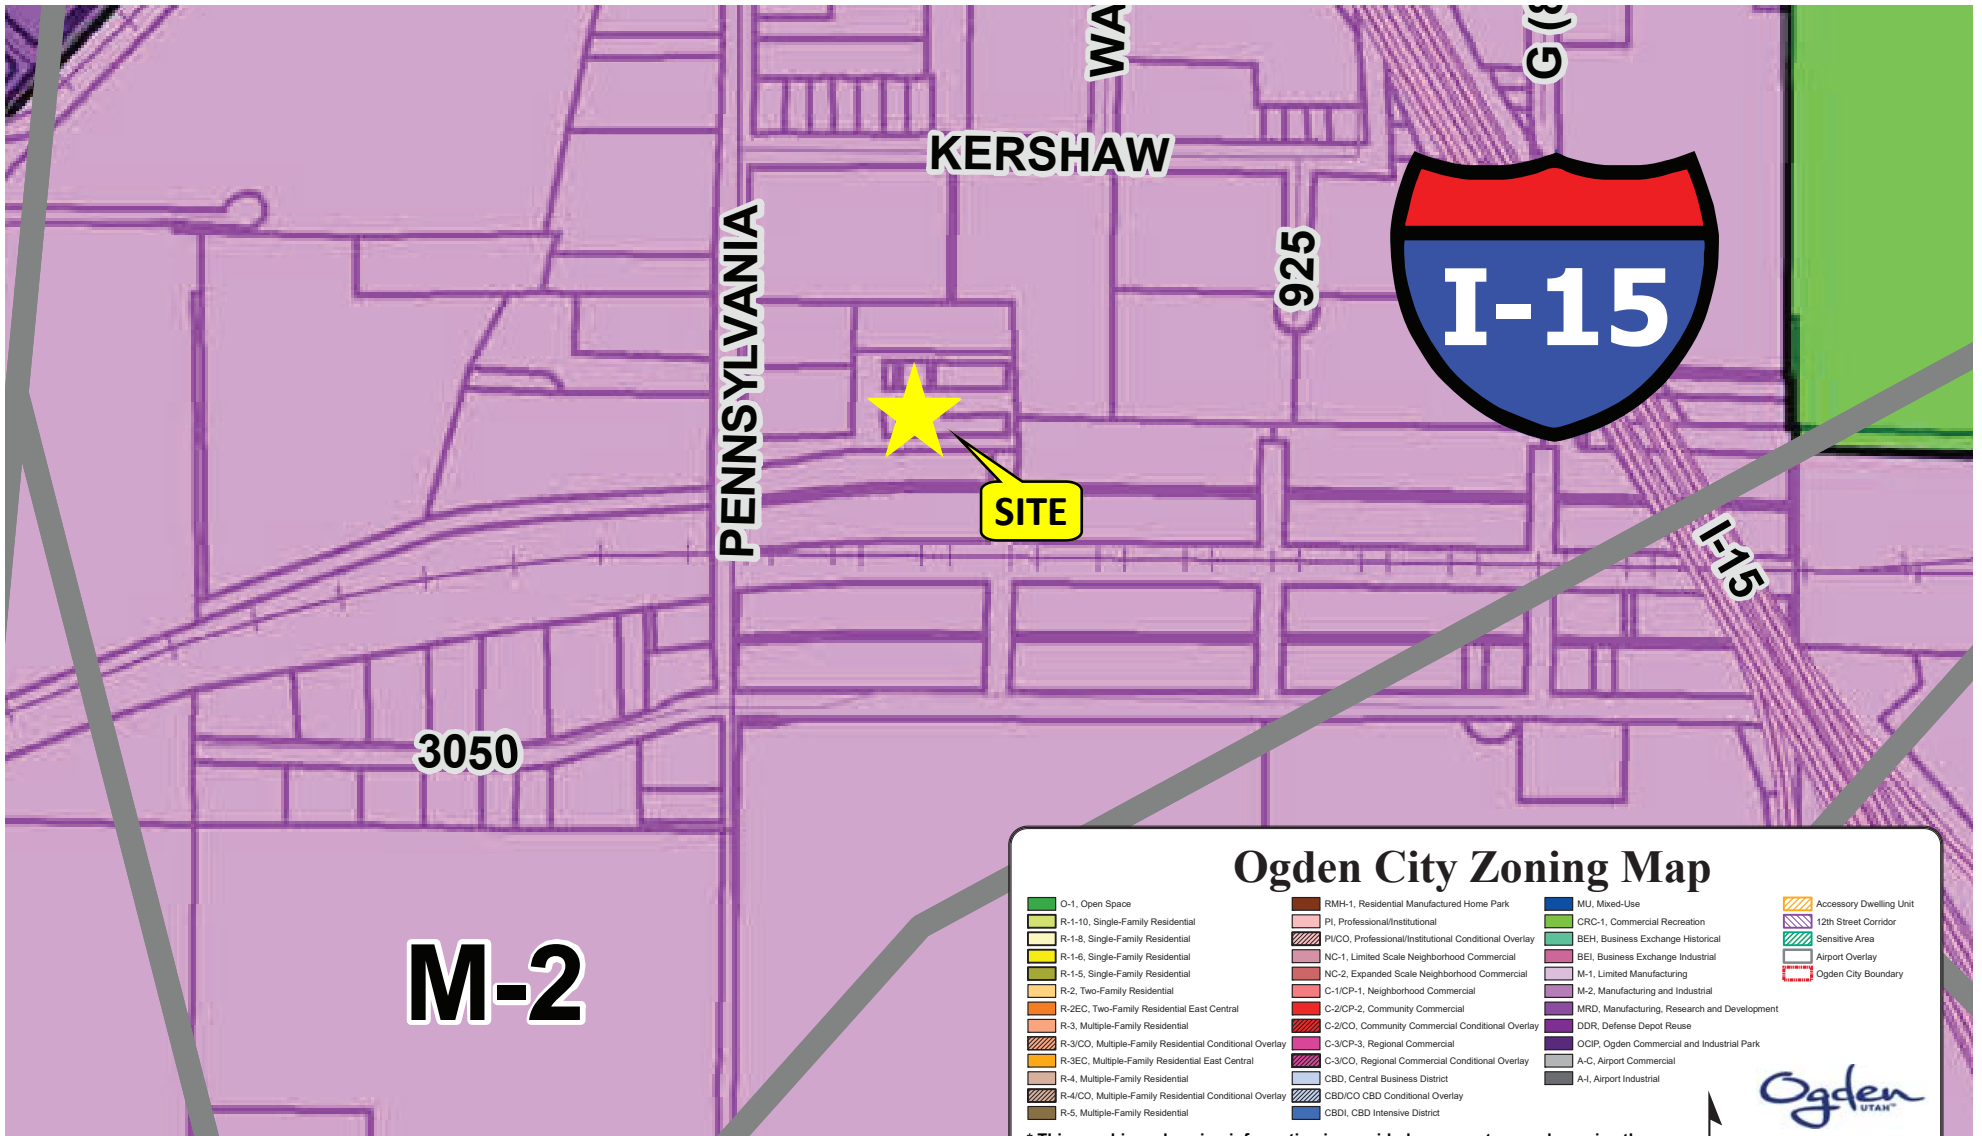 WA
G (8
KERSHAW
PENNSYLVANIA
925
I-15
SITE
I-15
3050
M-2
Ogden City Zoning Map
O-1, Open Space
R-1-10, Single-Family Residential
R-1-8, Single-Family Residential
R-1-6, Single-Family Residential
R-1-5, Single-Family Residential
R-2, Two-Family Residential
R-2EC, Two-Family Residential East Central
R-3, Multiple-Family Residential
R-3/CO, Multiple-Family Residential Conditional Overlay
R-3EC, Multiple-Family Residential East Central
R-4, Multiple-Family Residential
R-4/CO, Multiple-Family Residential Conditional Overlay
R-5, Multiple-Family Residential
RMH-1, Residential Manufactured Home Park
PI, Professional/Institutional
PI/CO, Professional/Institutional Conditional Overlay
NC-1, Limited Scale Neighborhood Commercial
NC-2, Expanded Scale Neighborhood Commercial
C-1/CP-1, Neighborhood Commercial
C-2/CP-2, Community Commercial
C-2/CO, Community Commercial Conditional Overlay
C-3/CP-3, Regional Commercial
C-3/CO, Regional Commercial Conditional Overlay
CBD, Central Business District
CBD/CO CBD Conditional Overlay
CBDI, CBD Intensive District
MU, Mixed-Use
CRC-1, Commercial Recreation
BEH, Business Exchange Historical
BEI, Business Exchange Industrial
M-1, Limited Manufacturing
M-2, Manufacturing and Industrial
MRD, Manufacturing, Research and Development
DDR, Defense Depot Reuse
OCIP, Ogden Commercial and Industrial Park
A-C, Airport Commercial
A-I, Airport Industrial
Accessory Dwelling Unit
12th Street Corridor
Sensitive Area
Airport Overlay
Ogden City Boundary
Ogden
UTAH™